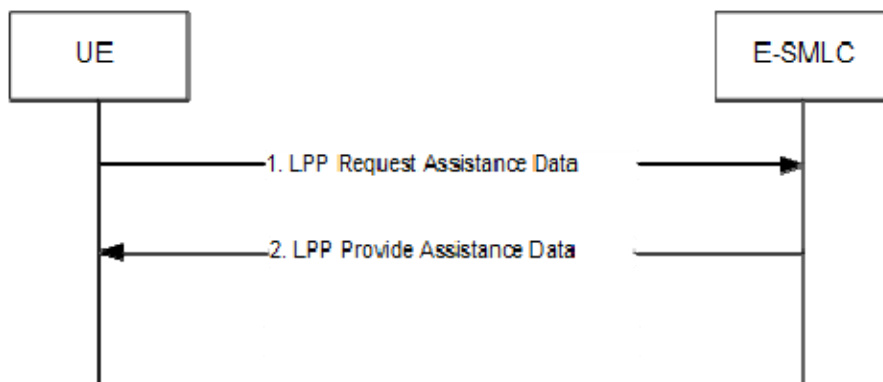 UE
E-SMLC
1. LPP Request Assistance Data
2. LPP Provide Assistance Data